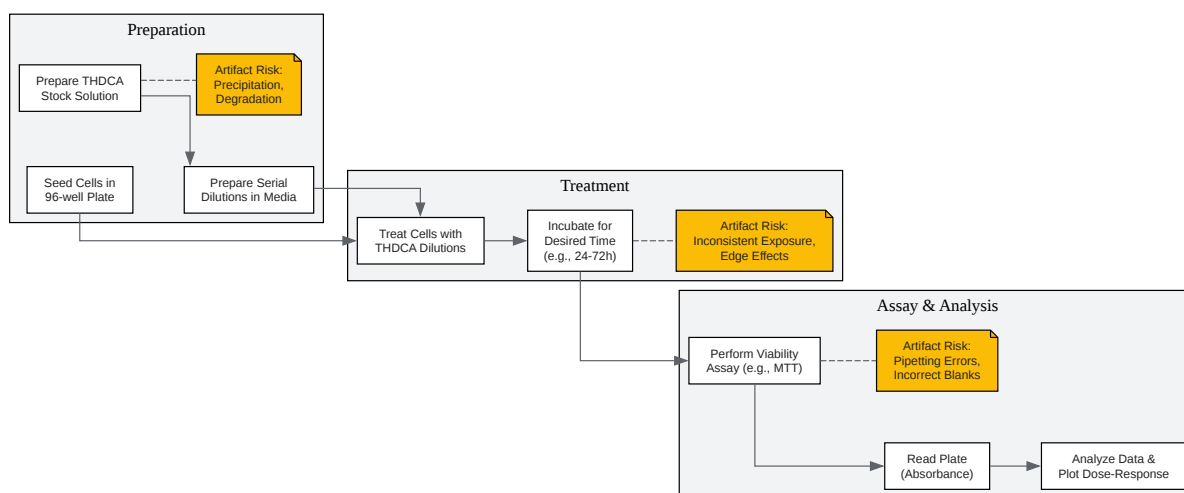 Preparation
Prepare THDCA
Stock Solution
Artifact Risk:
Precipitation,
Degradation
Seed Cells in
96-well Plate
Prepare Serial
Dilutions in Media
Treatment
Treat Cells with
THDCA Dilutions
Incubate for
Desired Time
(e.g., 24-72h)
Artifact Risk:
Inconsistent Exposure,
Edge Effects
Assay & Analysis
Perform Viability
Assay (e.g., MTT)
Artifact Risk:
Pipetting Errors,
Incorrect Blanks
Read Plate
(Absorbance)
Analyze Data &
Plot Dose-Response